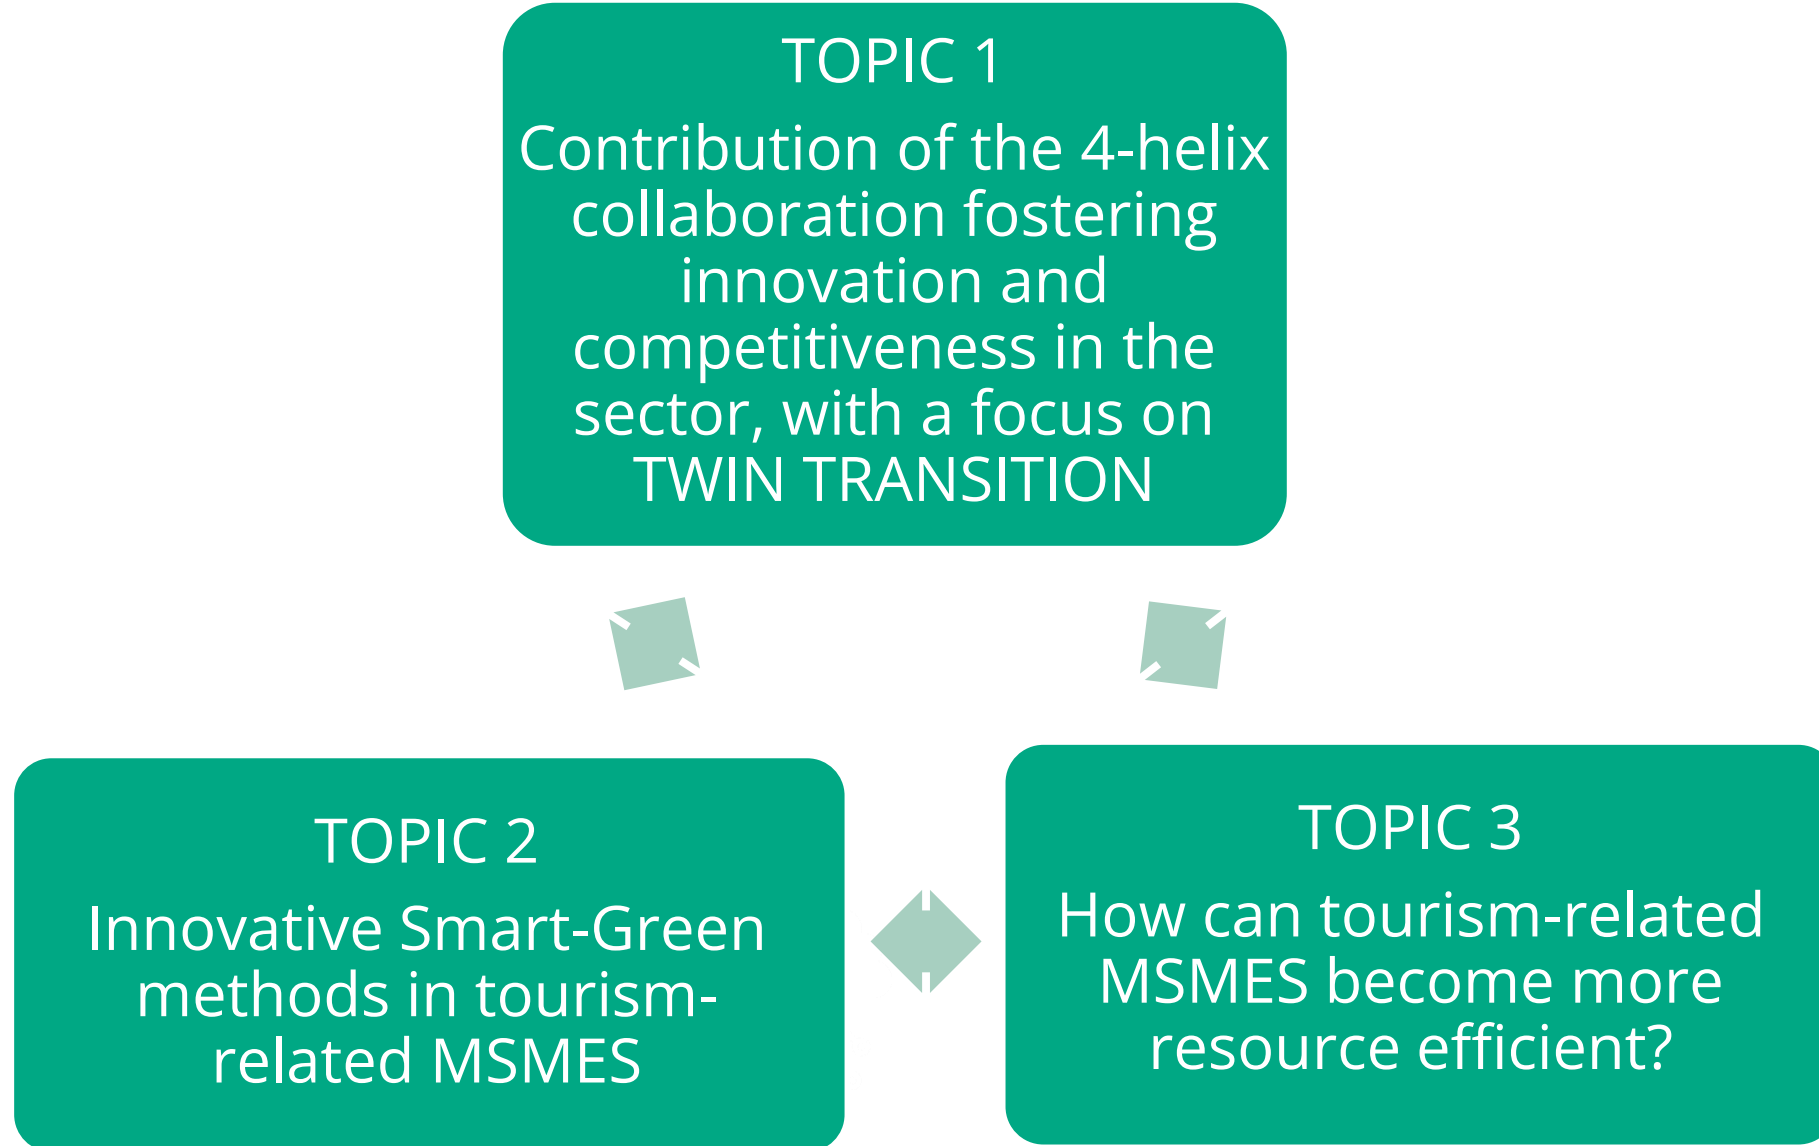 TOPIC 1
Contribution of the 4-helix
collaboration fostering
innovation and
competitiveness in the
sector, with a focus on
TWIN TRANSITION
TOPIC 2
Innovative Smart-Green
methods in tourism-
related MSMES
TOPIC 3
How can tourism-related
MSMES become more
resource efficient?